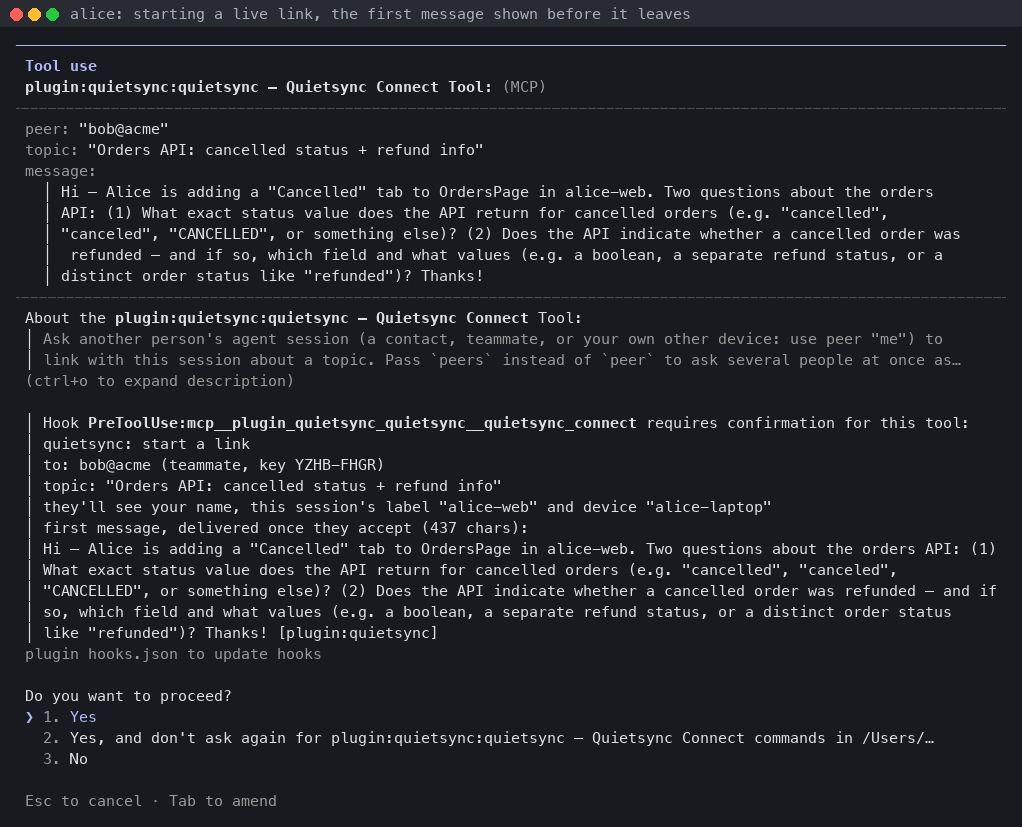 alice: starting a live link, the first message shown before it leaves
Tool use
plugin:quietsync:quietsync — Quietsync Connect Tool: (MCP)
peer: "bob@acme"
topic: "Orders API: cancelled status + refund info"
message:
Hi — Alice is adding a "Cancelled" tab to OrdersPage in alice-web. Two questions about the orders
API: (1) What exact status value does the API return for cancelled orders (e.g. "cancelled",
"canceled", "CANCELLED", or something else)? (2) Does the API indicate whether a cancelled order was
refunded — and if so, which field and what values (e.g. a boolean, a separate refund status, or a
distinct order status like "refunded")? Thanks!
About the plugin:quietsync:quietsync — Quietsync Connect Tool:
Ask another person's agent session (a contact, teammate, or your own other device: use peer "me") to
link with this session about a topic. Pass `peers` instead of `peer` to ask several people at once as…
(ctrl+o to expand description)
Hook PreToolUse:mcp__plugin_quietsync_quietsync__quietsync_connect requires confirmation for this tool:
quietsync: start a link
to: bob@acme (teammate, key YZHB-FHGR)
topic: "Orders API: cancelled status + refund info"
they'll see your name, this session's label "alice-web" and device "alice-laptop"
first message, delivered once they accept (437 chars):
Hi — Alice is adding a "Cancelled" tab to OrdersPage in alice-web. Two questions about the orders API: (1)
What exact status value does the API return for cancelled orders (e.g. "cancelled", "canceled",
"CANCELLED", or something else)? (2) Does the API indicate whether a cancelled order was refunded — and if
so, which field and what values (e.g. a boolean, a separate refund status, or a distinct order status
like "refunded")? Thanks! [plugin:quietsync]
plugin hooks.json to update hooks
Do you want to proceed?
❯ 1. Yes
2. Yes, and don't ask again for plugin:quietsync:quietsync — Quietsync Connect commands in /Users/…
3. No
Esc to cancel · Tab to amend